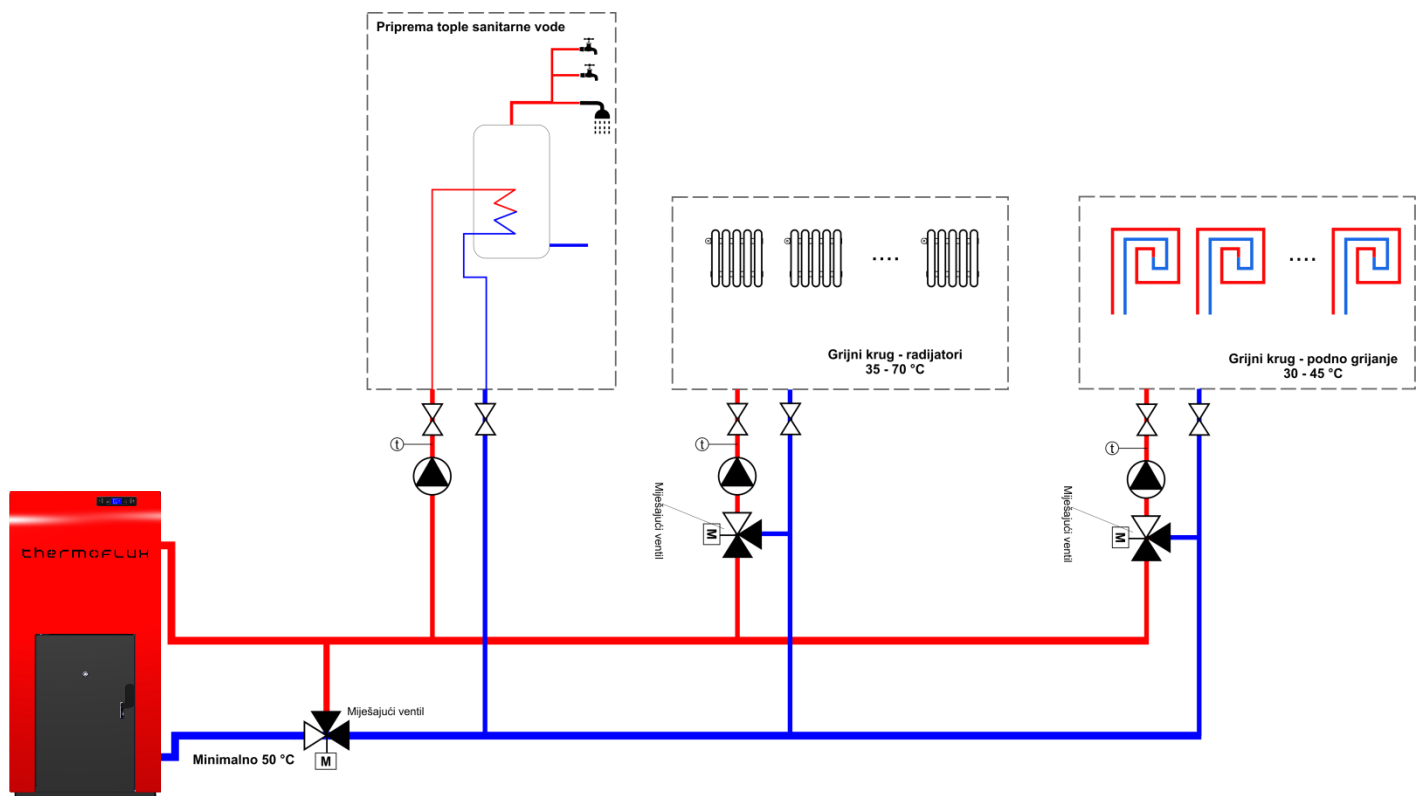 Priprema tople sanitarne vode
Grijni krug - radijatori
35 - 70 °C
Grijni krug - podno grijanje
30 - 45 °C
t
t
t
Miješajući ventil
M
Miješajući ventil
M
thermoflux
Miješajući ventil
Minimalno 50 °C
M